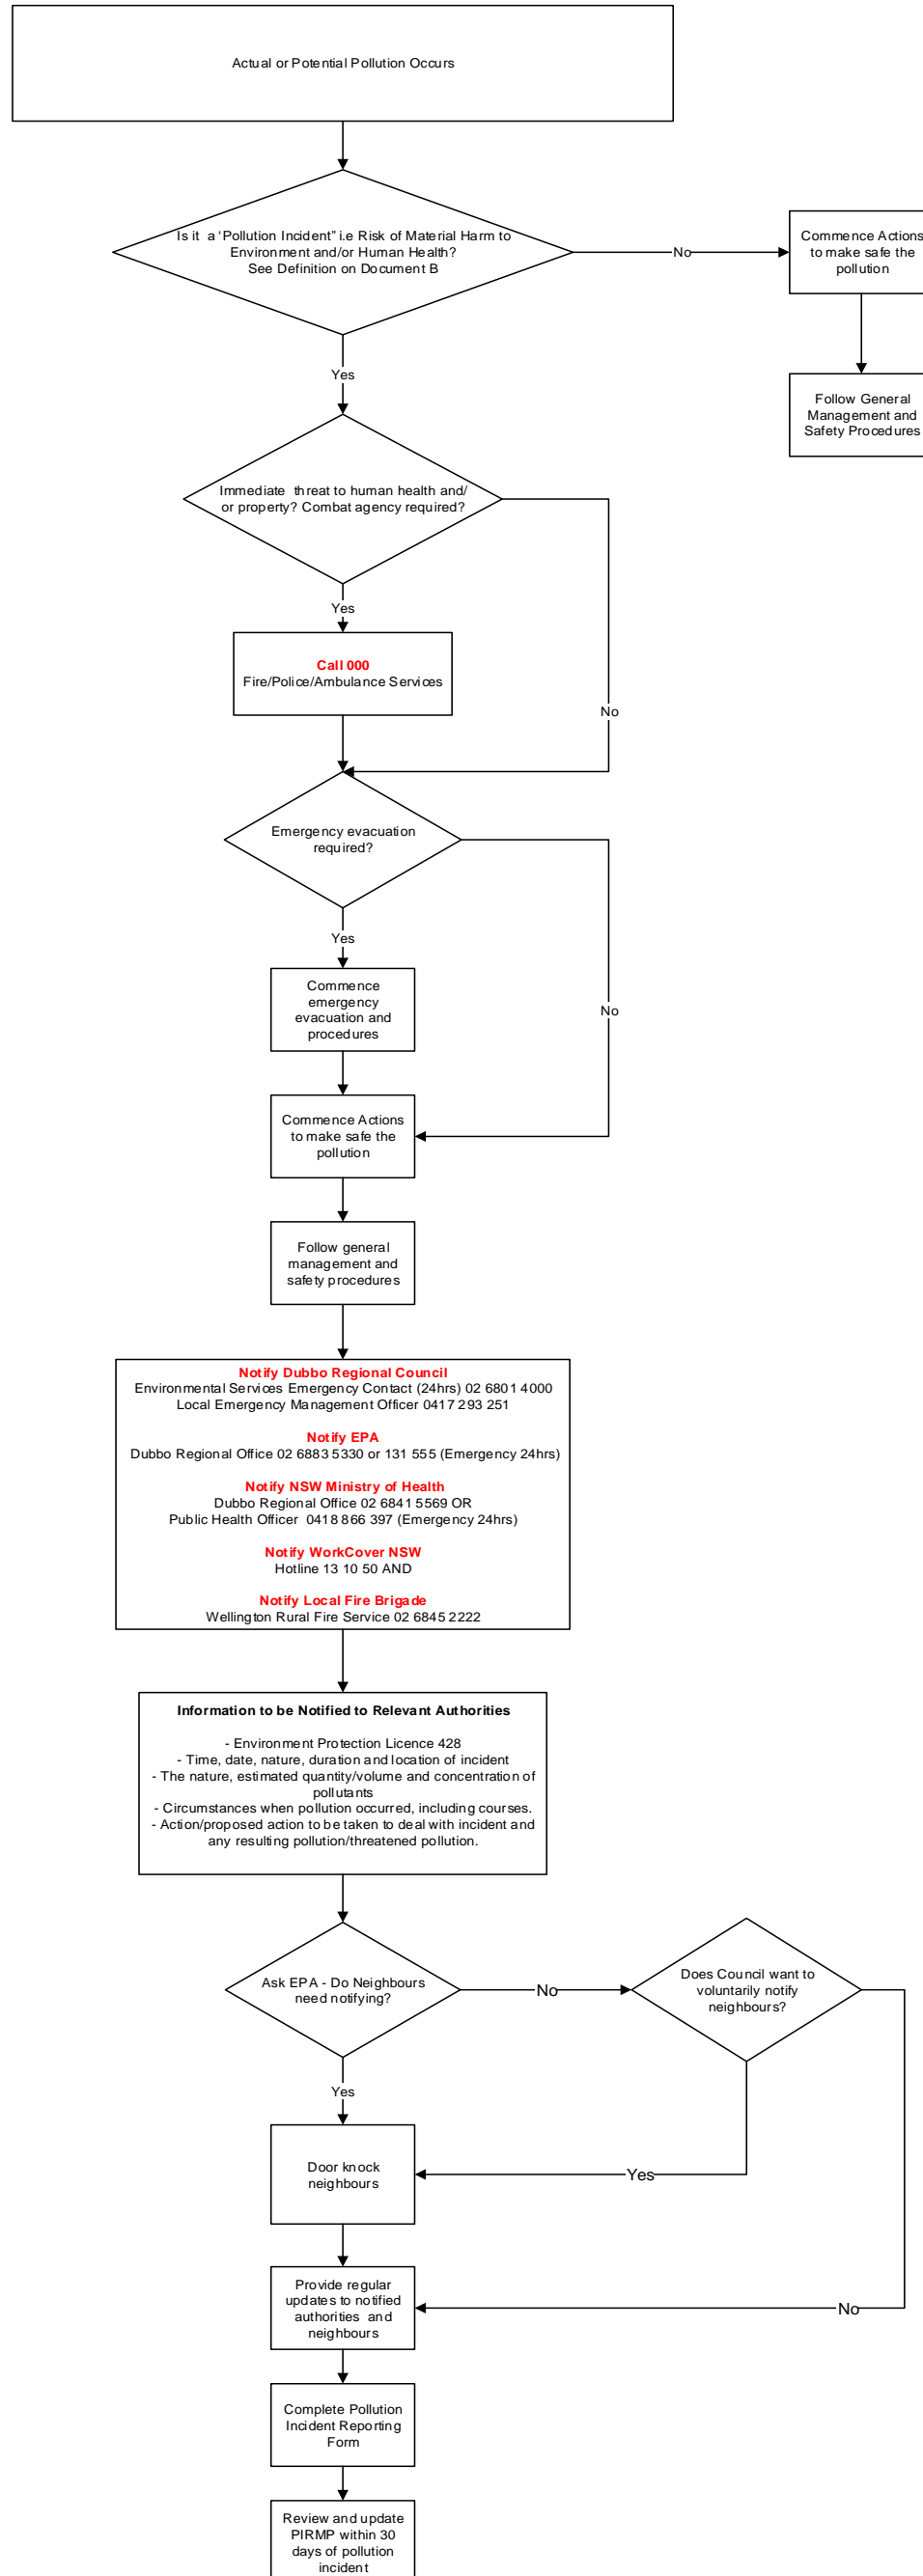 Actual or Potential Pollution Occurs
Is it a ‘Pollution Incident” i.e Risk of Material Harm to
Environment and/or Human Health?
See Definition on Document B
No
Commence Actions
to make safe the
pollution
Follow General
Management and
Safety Procedures
Yes
Immediate threat to human health and/
or property? Combat agency required?
Yes
Call 000
Fire/Police/Ambulance Services
No
Emergency evacuation
required?
Yes
Commence
emergency
evacuation and
procedures
No
Commence Actions
to make safe the
pollution
Follow general
management and
safety procedures
Notify Dubbo Regional Council
Environmental Services Emergency Contact (24hrs) 02 6801 4000
Local Emergency Management Officer 0417 293 251
Notify EPA
Dubbo Regional Office 02 6883 5330 or 131 555 (Emergency 24hrs)
Notify NSW Ministry of Health
Dubbo Regional Office 02 6841 5569 OR
Public Health Officer 0418 866 397 (Emergency 24hrs)
Notify WorkCover NSW
Hotline 13 10 50 AND
Notify Local Fire Brigade
Wellington Rural Fire Service 02 6845 2222
Information to be Notified to Relevant Authorities
- Environment Protection Licence 428
- Time, date, nature, duration and location of incident
- The nature, estimated quantity/volume and concentration of
pollutants
- Circumstances when pollution occurred, including courses.
- Action/proposed action to be taken to deal with incident and
any resulting pollution/threatened pollution.
Ask EPA - Do Neighbours
need notifying?
No
Does Council want to
voluntarily notify
neighbours?
Yes
Door knock
neighbours
Yes
Provide regular
updates to notified
authorities and
neighbours
No
Complete Pollution
Incident Reporting
Form
Review and update
PIRMP within 30
days of pollution
incident